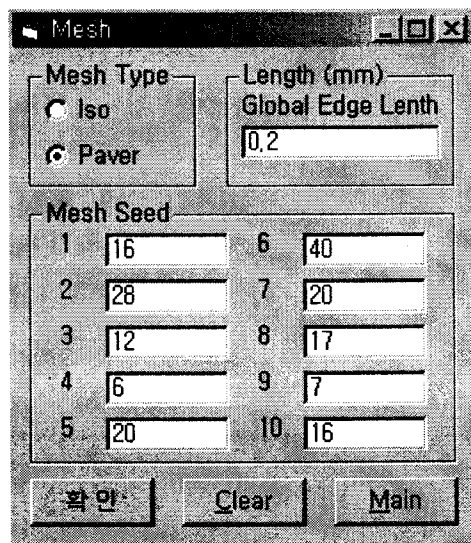 Mesh
Mesh Type
Iso
Paver
Length (mm)
Global Edge Lenth
0.2
Mesh Seed
1 16 6 40
2 28 7 20
3 12 8 17
4 6 9 7
5 20 10 16
확인 Clear Main